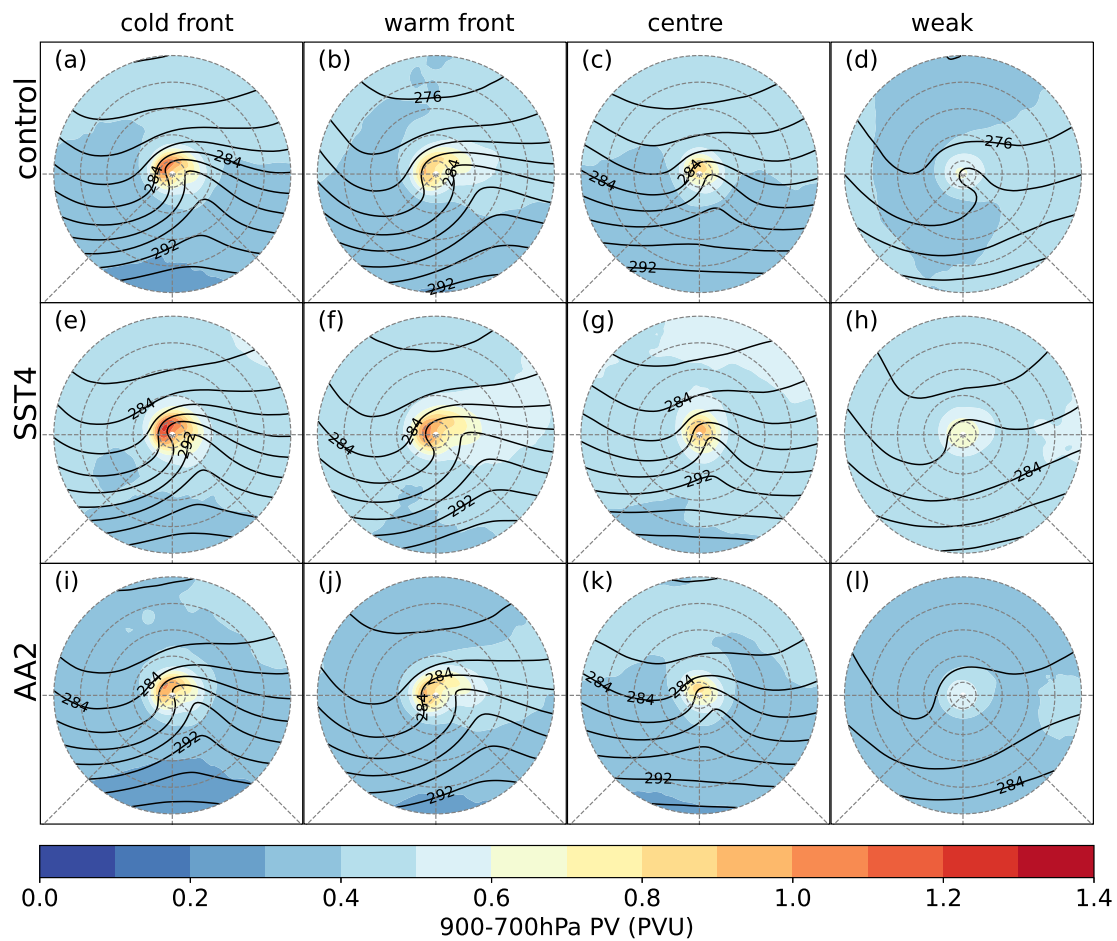 cold front
warm front
centre
weak
control
(a)
(b)
(c)
(d)
284
284
292
276
284
292
284
284
292
276
SST4
(e)
(f)
(g)
(h)
284
292
284
284
292
284
292
284
AA2
(i)
(j)
(k)
(l)
284
284
292
284
284
292
284
284
284
292
284
0.0
0.2
0.4
0.6
0.8
1.0
1.2
1.4
900-700hPa PV (PVU)